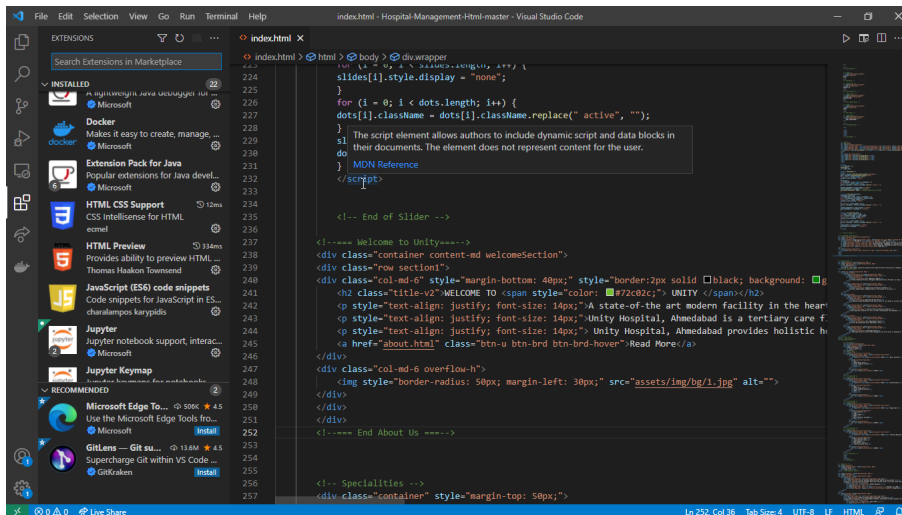 File Edit Selection View Go Run Terminal Help index.html - Hospital-Management-Html-master - Visual Studio Code
EXTENSIONS
Search Extensions in Marketplace
INSTALLED 22
A lightweight Java debugger for ...
Microsoft
Docker
Makes it easy to create, manage, ...
Microsoft
Extension Pack for Java
Popular extensions for Java devel...
Microsoft
6
HTML CSS Support 12ms
CSS Intellisense for HTML
ecmel
HTML Preview 334ms
Provides ability to preview HTML ...
Thomas Haakon Townsend
JavaScript (ES6) code snippets
Code snippets for JavaScript in ES...
charalampos karypidis
Jupyter
Jupyter notebook support, interac...
Microsoft
2
Jupyter Keymap
Jupyter keymaps for notebooks
RECOMMENDED 2
Microsoft Edge To... 506K 4.5
Use the Microsoft Edge Tools fro...
Microsoft Install
GitLens — Git su... 13.6M 4.5
Supercharge Git within VS Code ...
GitKraken Install
index.html
index.html > html > body > div.wrapper
223 for (i = 0; i < slides.length; i++) {
224 slides[i].style.display = "none";
225 }
226 for (i = 0; i < dots.length; i++) {
227 dots[i].className = dots[i].className.replace(" active", "");
228 }
The script element allows authors to include dynamic script and data blocks in
their documents. The element does not represent content for the user.
MDN Reference
229 sl
230 do
231 }
232 </script>
233
234
235 <!-- End of Slider -->
236
237 <!--=== Welcome to Unity===-->
238 <div class="container content-md welcomeSection">
239 <div class="row section1">
240 <div class="col-md-6" style="margin-bottom: 40px;" style="border:2px solid black; background: g
241 <h2 class="title-v2">WELCOME TO <span style="color: #72c02c;"> UNITY </span></h2>
242 <p style="text-align: justify; font-size: 14px;">A state-of-the art modern facility in the hear
243 <p style="text-align: justify; font-size: 14px;">Unity Hospital, Ahmedabad is a tertiary care f
244 <p style="text-align: justify; font-size: 14px;"> Unity Hospital, Ahmedabad provides holistic h
245 <a href="about.html" class="btn-u btn-brd btn-brd-hover">Read More</a>
246 </div>
247 <div class="col-md-6 overflow-h">
248 <img style="border-radius: 50px; margin-left: 30px;" src="assets/img/bg/1.jpg" alt="">
249 </div>
250 </div>
251 </div>
252 <!--=== End About Us ===-->
253
254
255
256 <!-- Specialities -->
257 <div class="container" style="margin-top: 50px;">
0 0 Live Share Ln 252, Col 36 Tab Size: 4 UTF-8 LF HTML